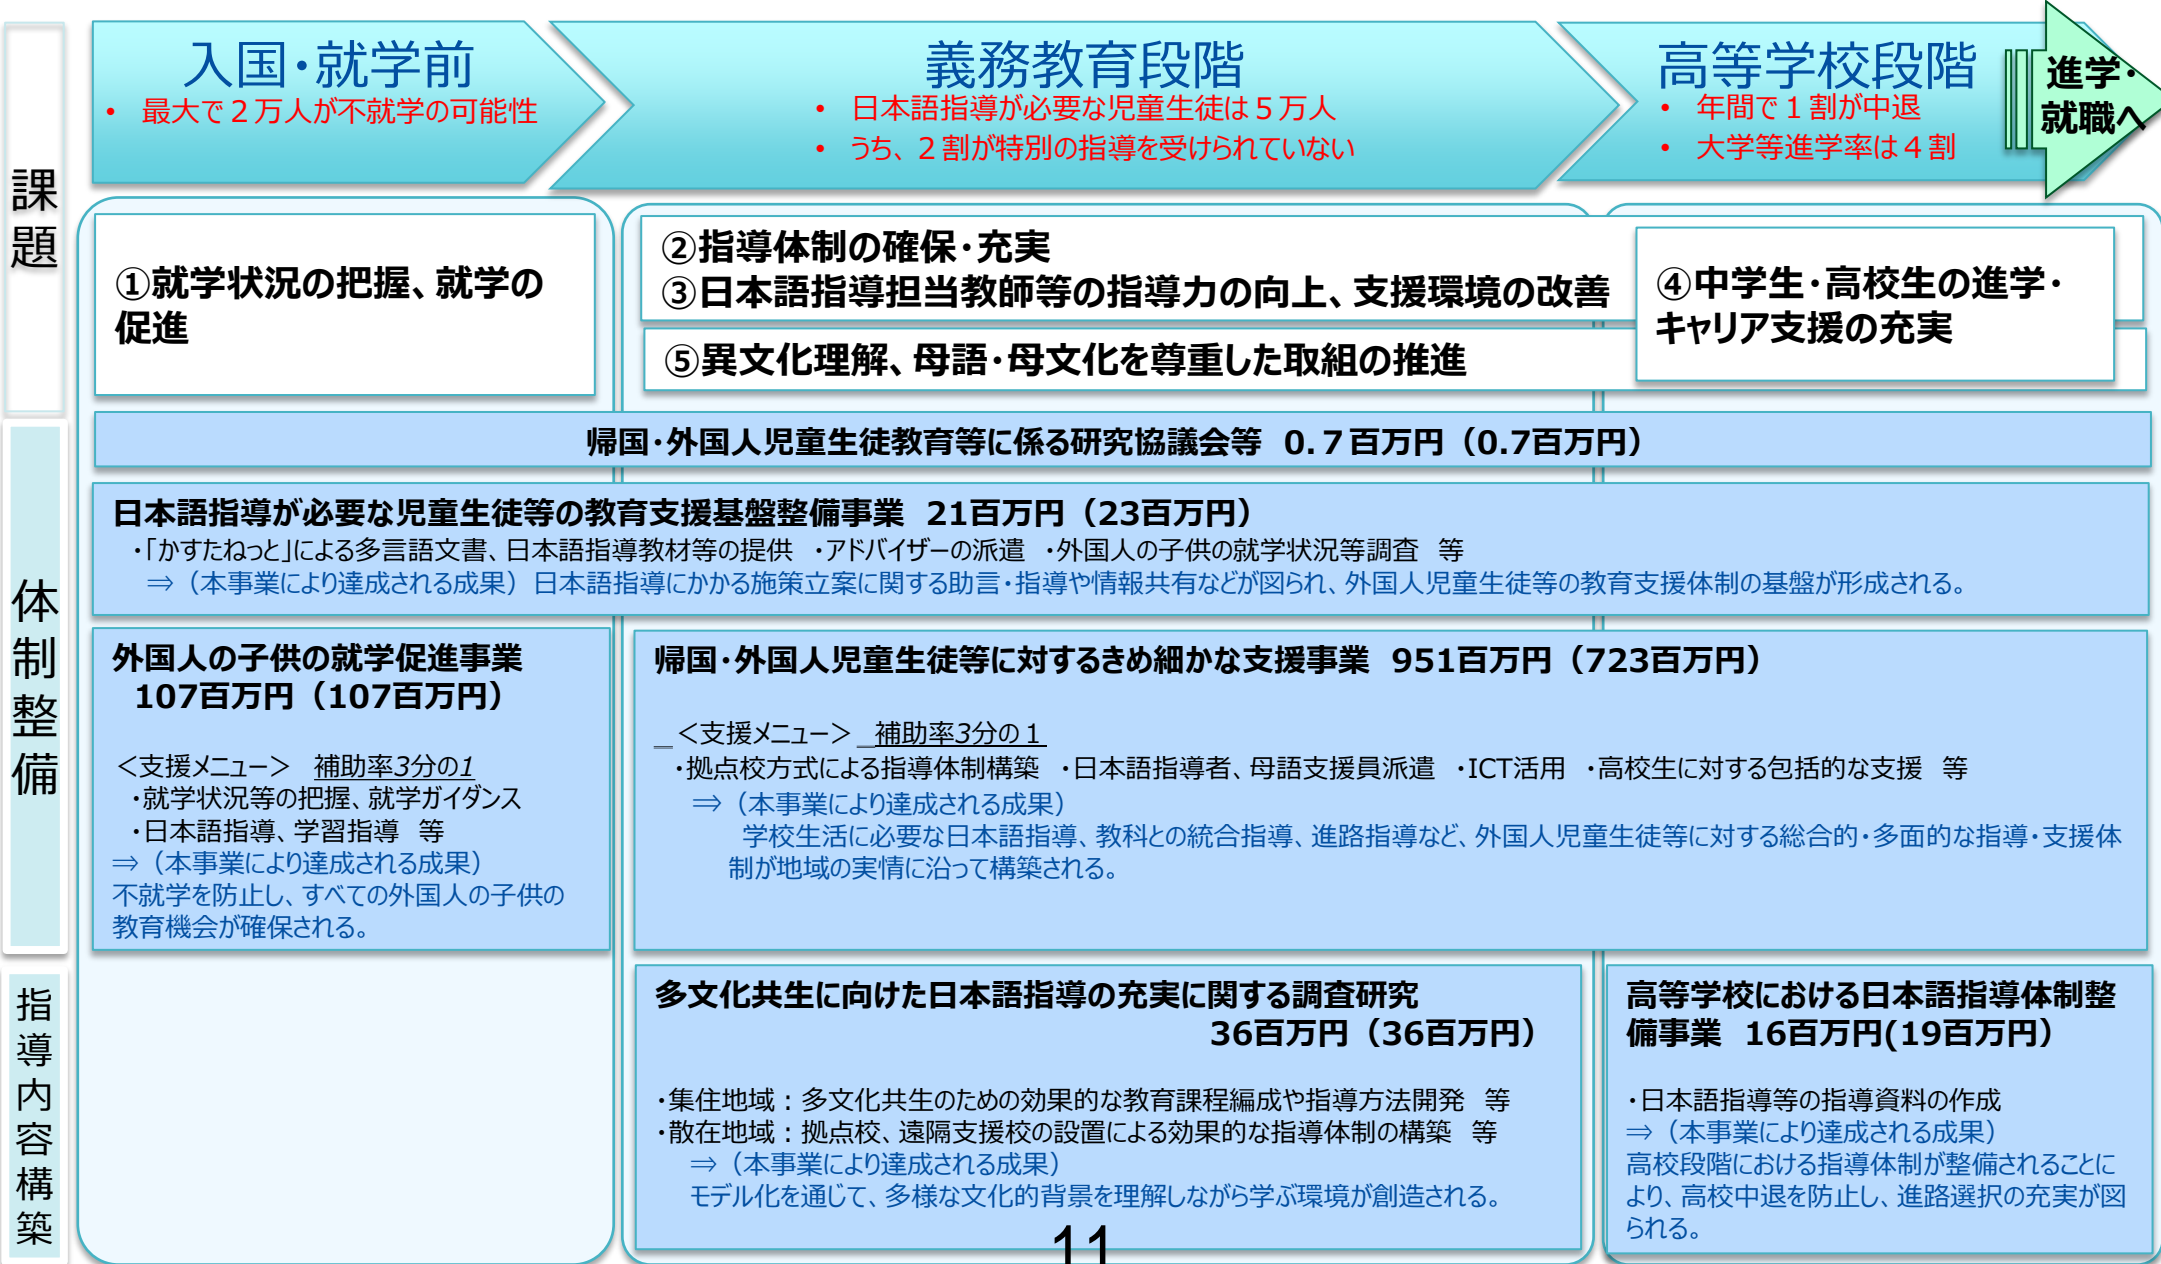 課題
入国・就学前
• 最大で２万人が不就学の可能性
義務教育段階
• 日本語指導が必要な児童生徒は５万人
• うち、２割が特別の指導を受けられていない
高等学校段階
• 年間で１割が中退
• 大学等進学率は４割
進学・
就職へ
①就学状況の把握、就学の
促進
②指導体制の確保・充実
③日本語指導担当教師等の指導力の向上、支援環境の改善
④中学生・高校生の進学・
キャリア支援の充実
⑤異文化理解、母語・母文化を尊重した取組の推進
体制整備
帰国・外国人児童生徒教育等に係る研究協議会等 0.７百万円（0.7百万円）
日本語指導が必要な児童生徒等の教育支援基盤整備事業 21百万円（23百万円）
・「かすたねっと」による多言語文書、日本語指導教材等の提供 ・アドバイザーの派遣 ・外国人の子供の就学状況等調査 等
⇒（本事業により達成される成果）日本語指導にかかる施策立案に関する助言・指導や情報共有などが図られ、外国人児童生徒等の教育支援体制の基盤が形成される。
外国人の子供の就学促進事業
107百万円（107百万円）
＜支援メニュー＞ 補助率3分の1
・就学状況等の把握、就学ガイダンス
・日本語指導、学習指導 等
⇒（本事業により達成される成果）
不就学を防止し、すべての外国人の子供の
教育機会が確保される。
帰国・外国人児童生徒等に対するきめ細かな支援事業 951百万円（723百万円）
＜支援メニュー＞ 補助率3分の１
・拠点校方式による指導体制構築 ・日本語指導者、母語支援員派遣 ・ICT活用 ・高校生に対する包括的な支援 等
⇒（本事業により達成される成果）
学校生活に必要な日本語指導、教科との統合指導、進路指導など、外国人児童生徒等に対する総合的・多面的な指導・支援体
制が地域の実情に沿って構築される。
指導内容構築
多文化共生に向けた日本語指導の充実に関する調査研究
36百万円（36百万円）
・集住地域：多文化共生のための効果的な教育課程編成や指導方法開発 等
・散在地域：拠点校、遠隔支援校の設置による効果的な指導体制の構築 等
⇒（本事業により達成される成果）
モデル化を通じて、多様な文化的背景を理解しながら学ぶ環境が創造される。
高等学校における日本語指導体制整
備事業 16百万円(19百万円）
・日本語指導等の指導資料の作成
⇒（本事業により達成される成果）
高校段階における指導体制が整備されることに
より、高校中退を防止し、進路選択の充実が図
られる。
11